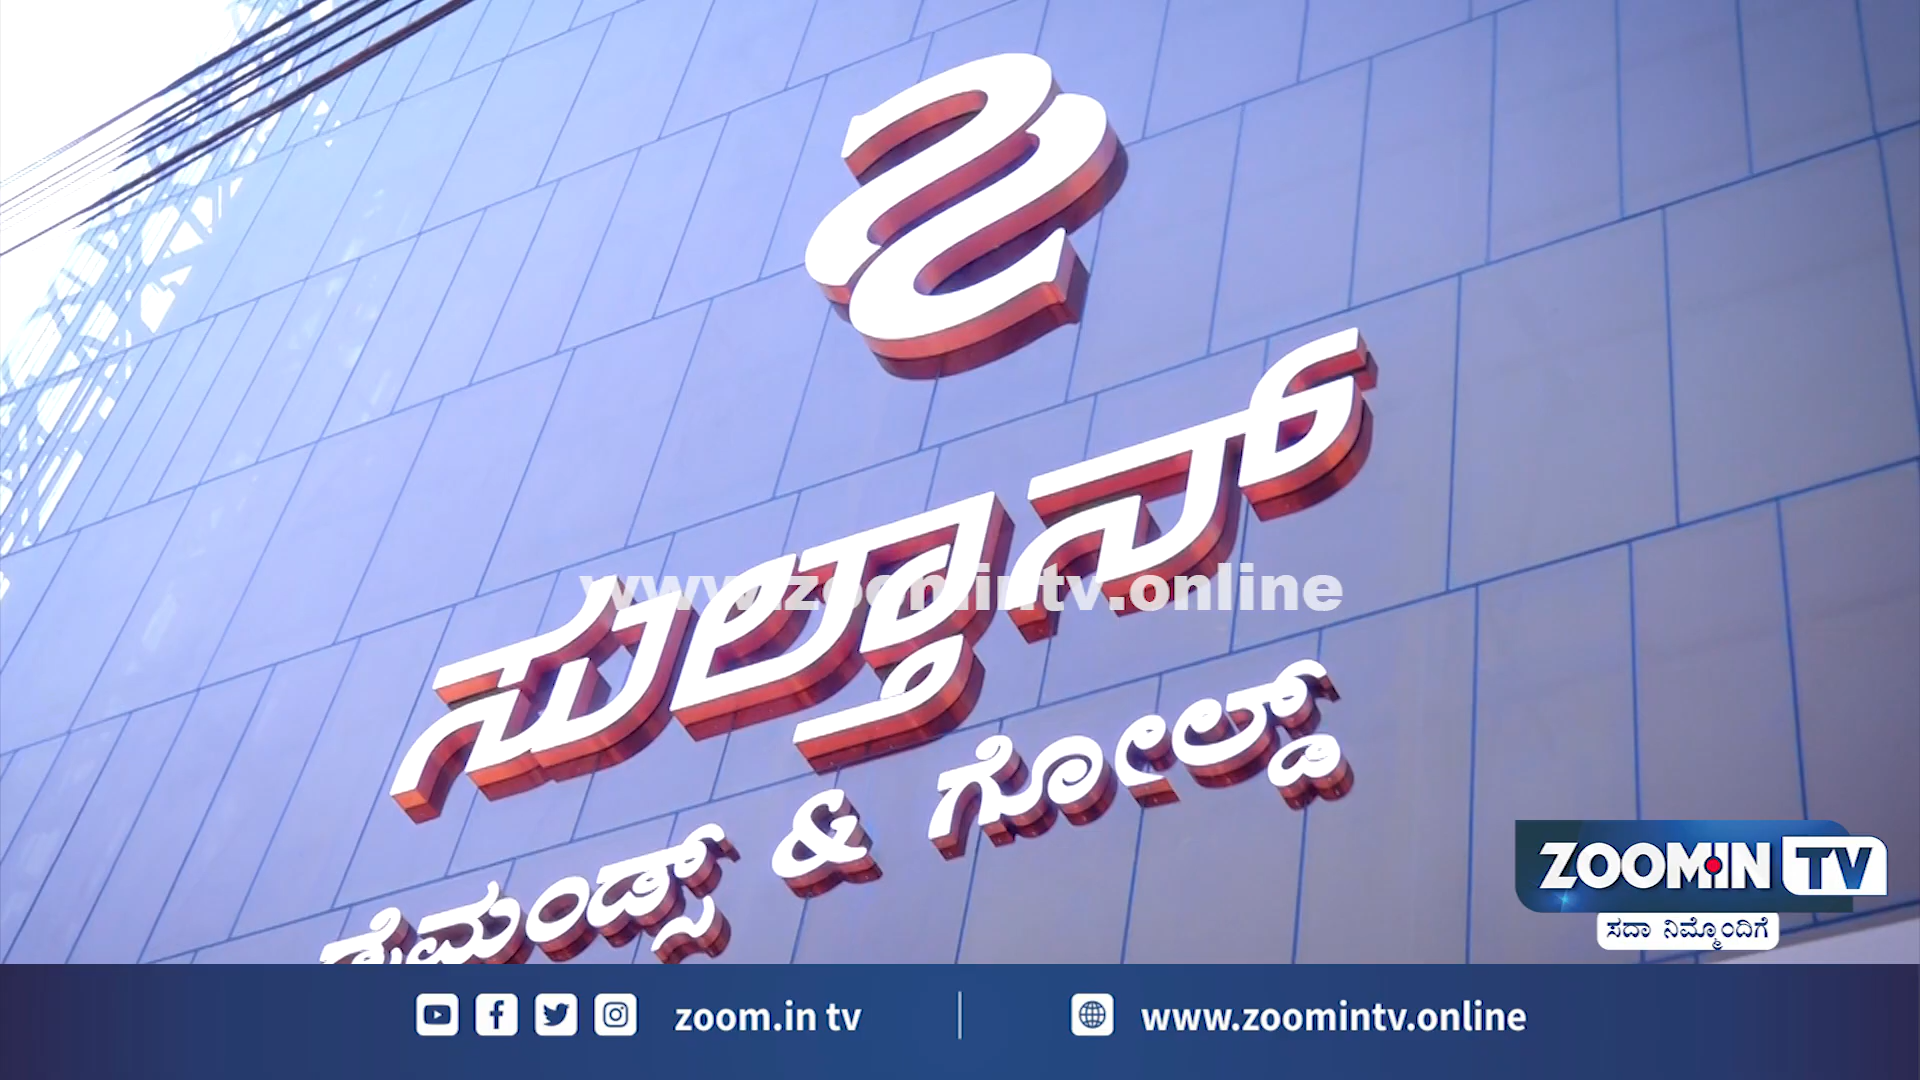 ಸುಲ್ತಾನ್
www.zoomintv.online
ಡೈಮಂಡ್ಸ್ & ಗೋಲ್ಡ್
ZOOMIN TV
ಸದಾ ನಿಮ್ಮೊಂದಿಗೆ
zoom.in tv
www.zoomintv.online